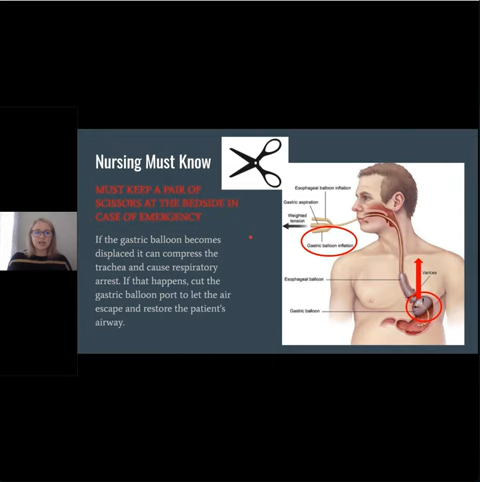 Nursing Must Know
MUST KEEP A PAIR OF
SCISSORS AT THE BEDSIDE IN
CASE OF EMERGENCY
If the gastric balloon becomes
displaced it can compress the
trachea and cause respiratory
arrest. If that happens, cut the
gastric balloon port to let the air
escape and restore the patient's
airway.
Esophageal balloon inflation
Gastric aspiration
Weighted
tension
Gastric balloon inflation
Varices
Esophageal balloon
Gastric balloon